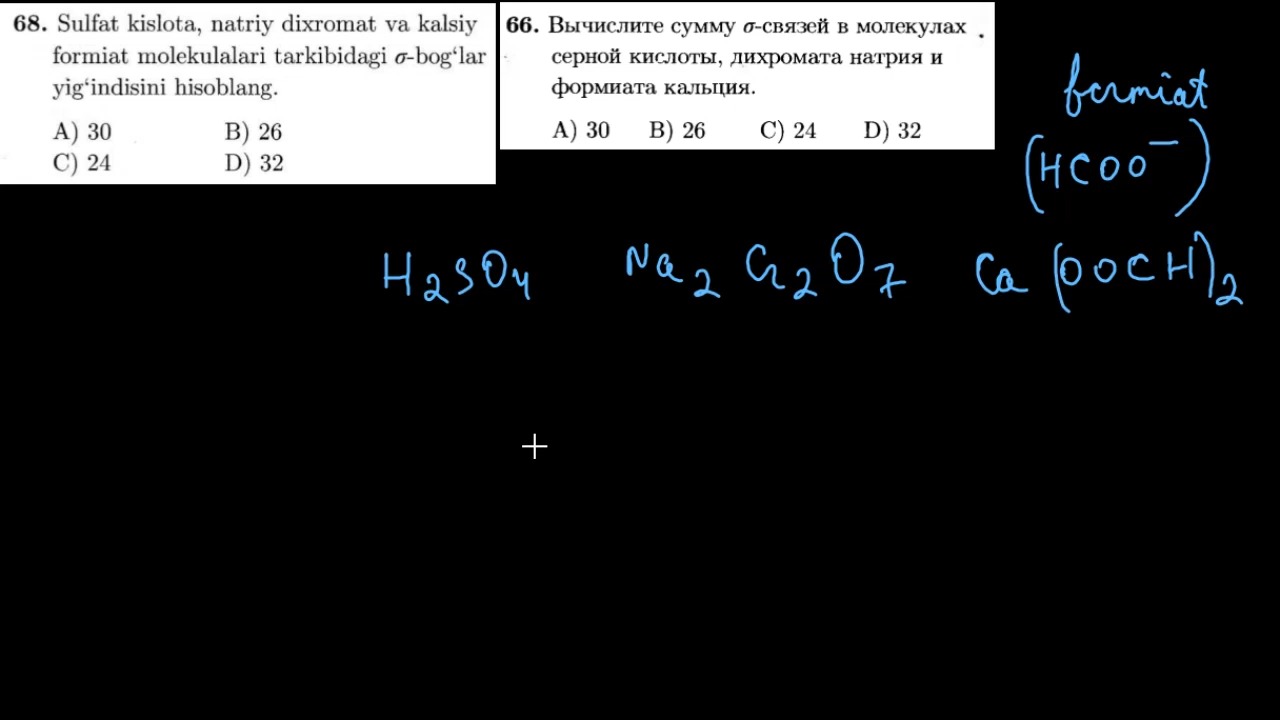 68. Sulfat kislota, natriy dixromat va kalsiy
formiat molekulalari tarkibidagi σ-bog‘lar
yig‘indisini hisoblang.
A) 30 B) 26
C) 24 D) 32
66. Вычислите сумму σ-связей в молекулах
серной кислоты, дихромата натрия и
формиата кальция.
A) 30 B) 26 C) 24 D) 32
formiat
(HCOO⁻)
H₂SO₄ Na₂Cr₂O₇ Ca(OOCH)₂